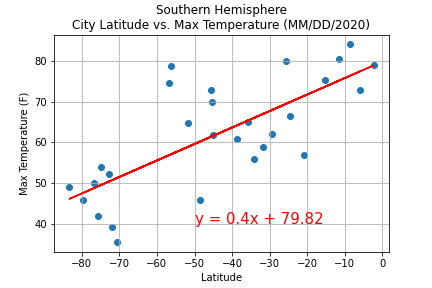 Southern Hemisphere
City Latitude vs. Max Temperature (MM/DD/2020)
Max Temperature (F)
80
70
60
50
40
y = 0.4x + 79.82
−80 −70 −60 −50 −40 −30 −20 −10 0
Latitude